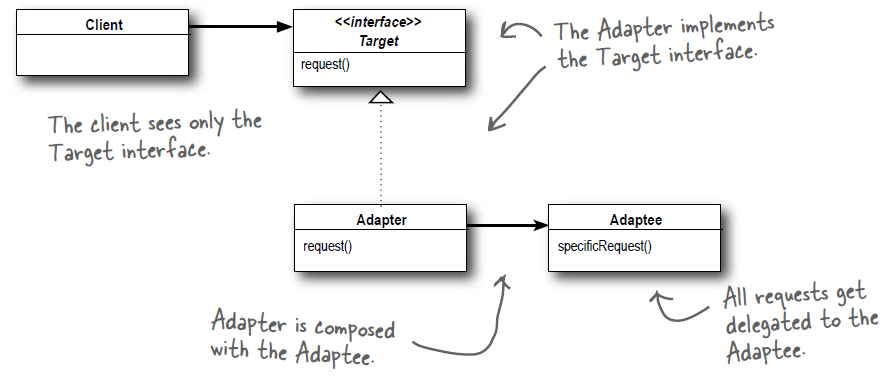 Client
<<interface>>
Target
request()
The Adapter implements
the Target interface.
The client sees only the
Target interface.
Adapter
request()
Adaptee
specificRequest()
Adapter is composed
with the Adaptee.
All requests get
delegated to the
Adaptee.